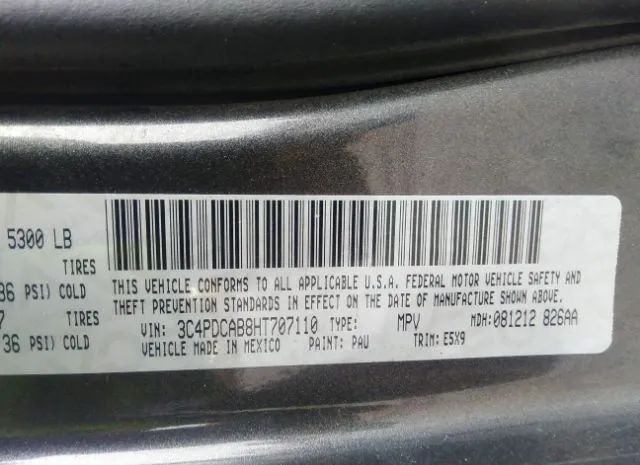 5300 LB
TIRES
36 PSI) COLD
THIS VEHICLE CONFORMS TO ALL APPLICABLE U.S.A. FEDERAL MOTOR VEHICLE SAFETY AND
THEFT PREVENTION STANDARDS IN EFFECT ON THE DATE OF MANUFACTURE SHOWN ABOVE.
7
TIRES
36 PSI) COLD
VIN: 3C4PDCAB8HT707110 TYPE: MPV MDH: 081212 826AA
VEHICLE MADE IN MEXICO PAINT: PAU TRIM: E5X9